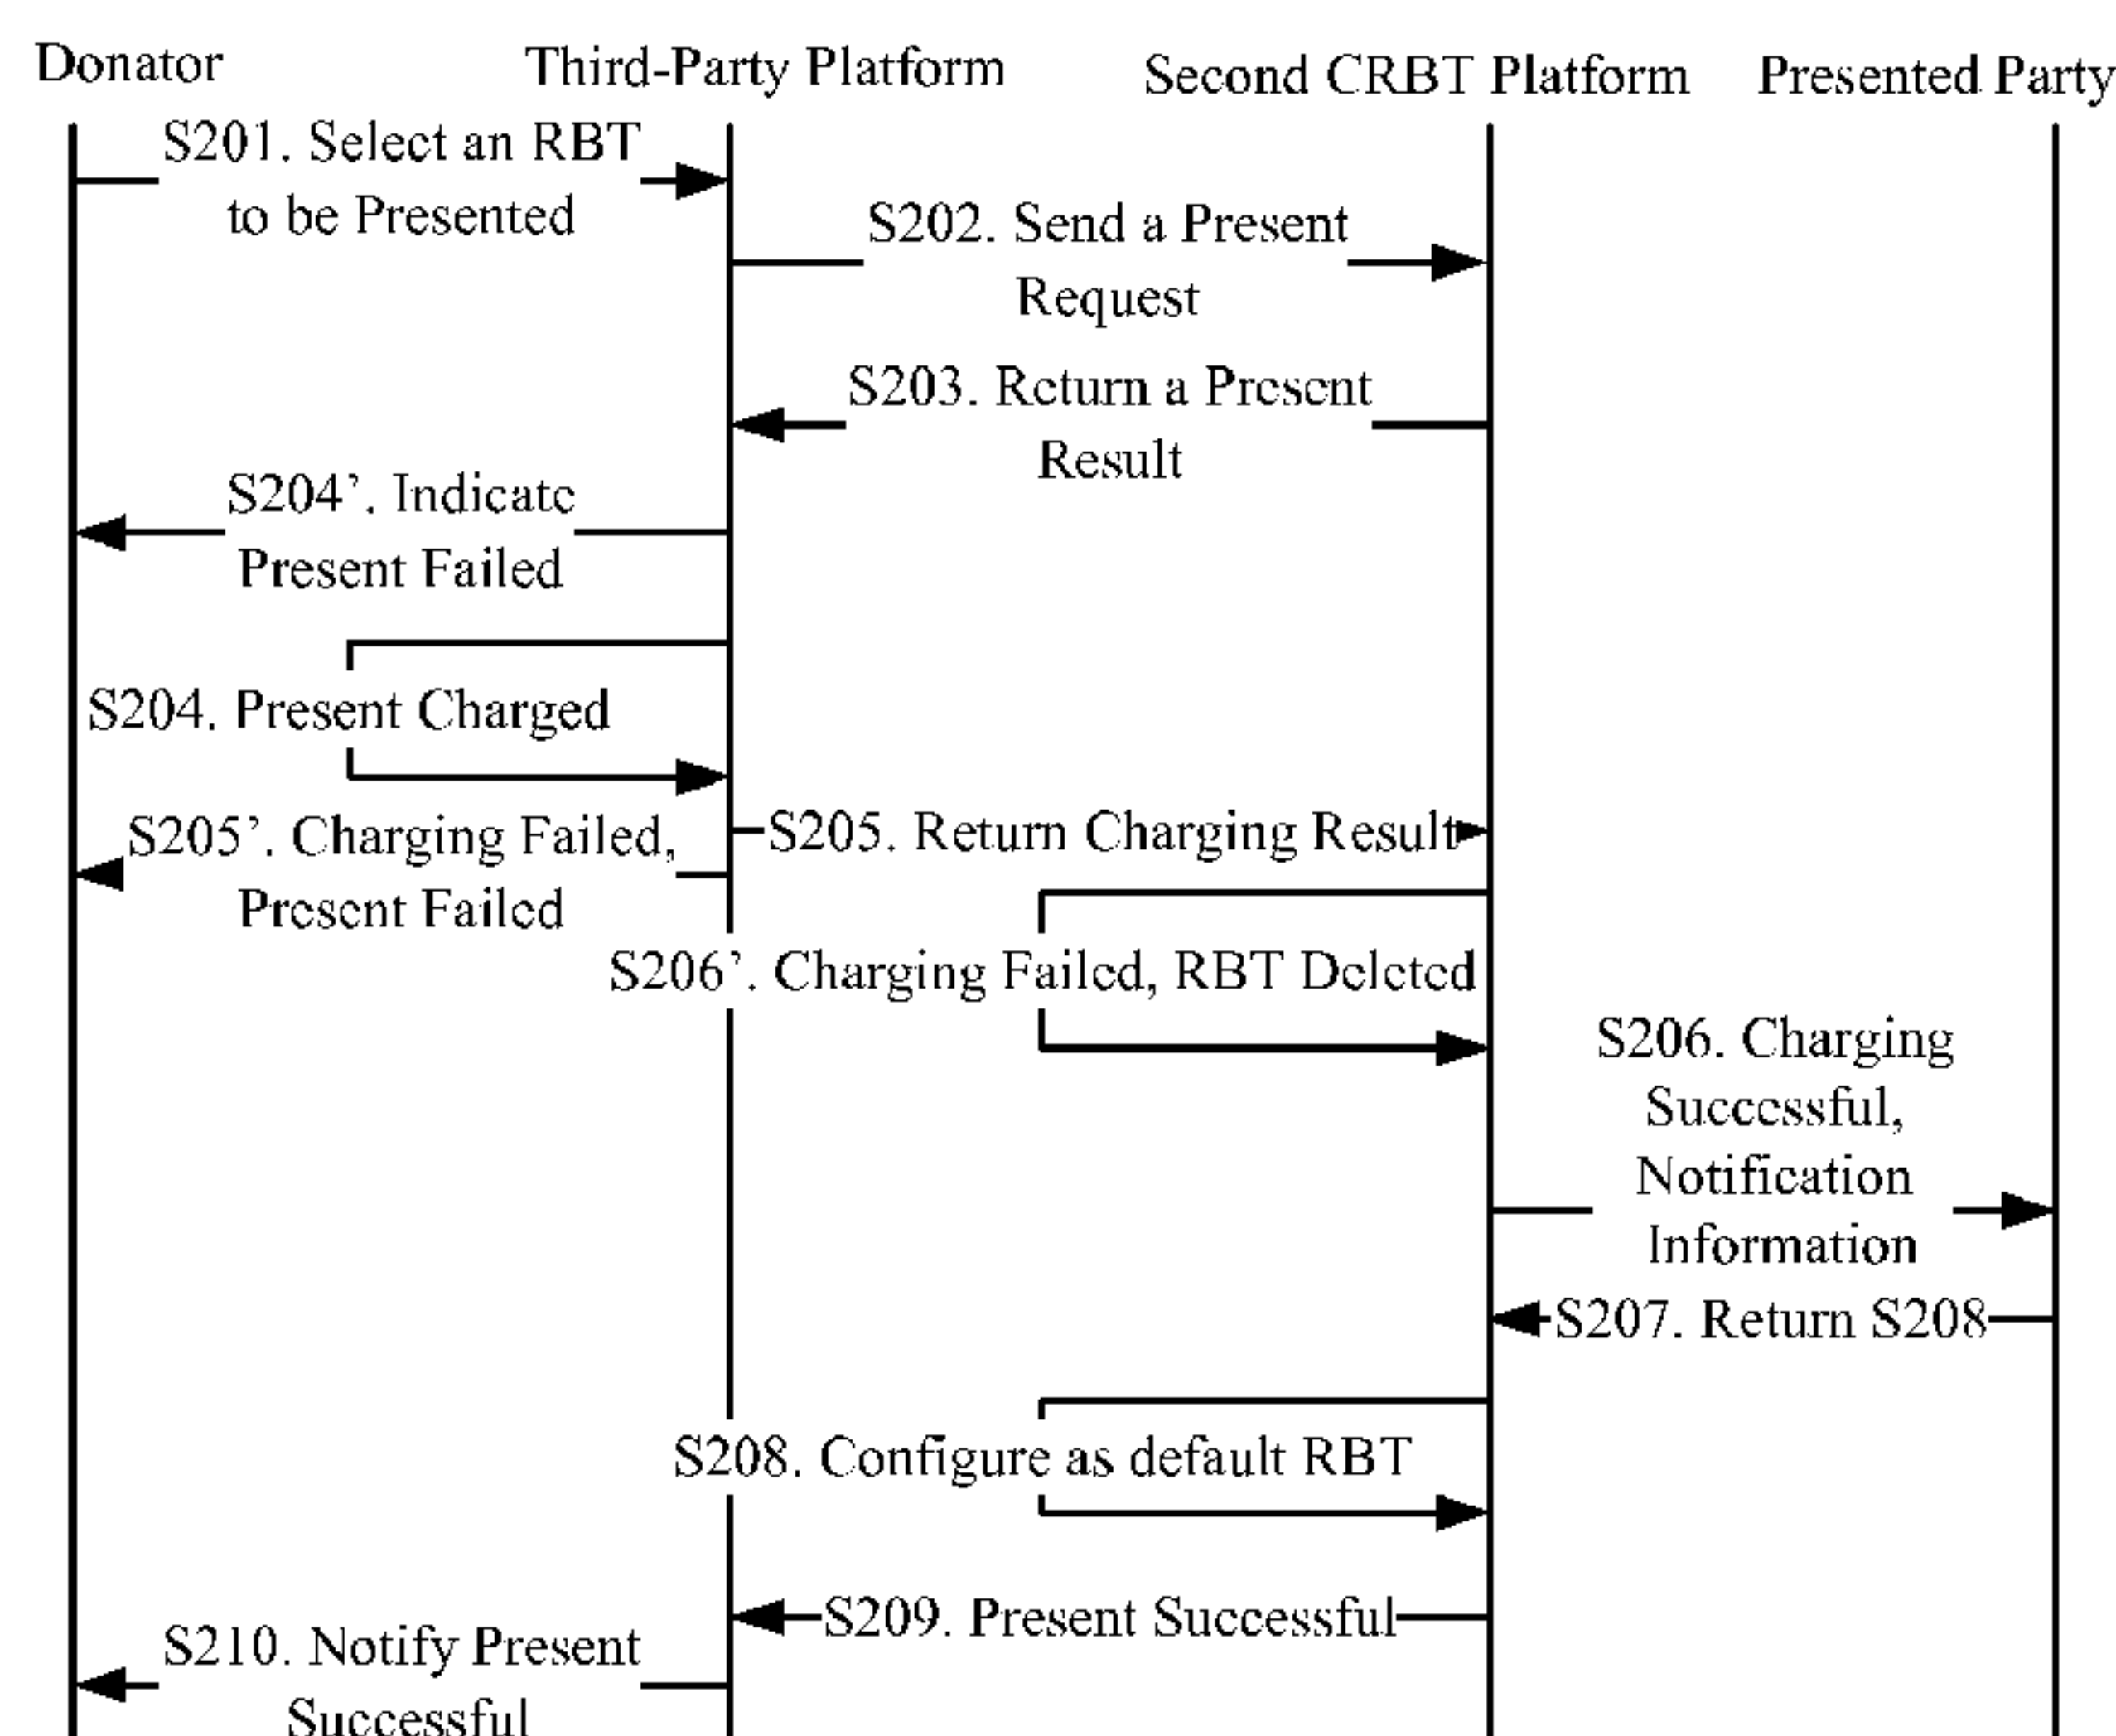 Donator
Third-Party Platform
Second CRBT Platform
Presented Party
S201. Select an RBT
to be Presented
S202. Send a Present
Request
S203. Return a Present
Result
S204’. Indicate
Present Failed
S204. Present Charged
S205’. Charging Failed,
Present Failed
S205. Return Charging Result
S206’. Charging Failed, RBT Deleted
S206. Charging
Successful,
Notification
Information
S207. Return S208
S208. Configure as default RBT
S209. Present Successful
S210. Notify Present
Successful